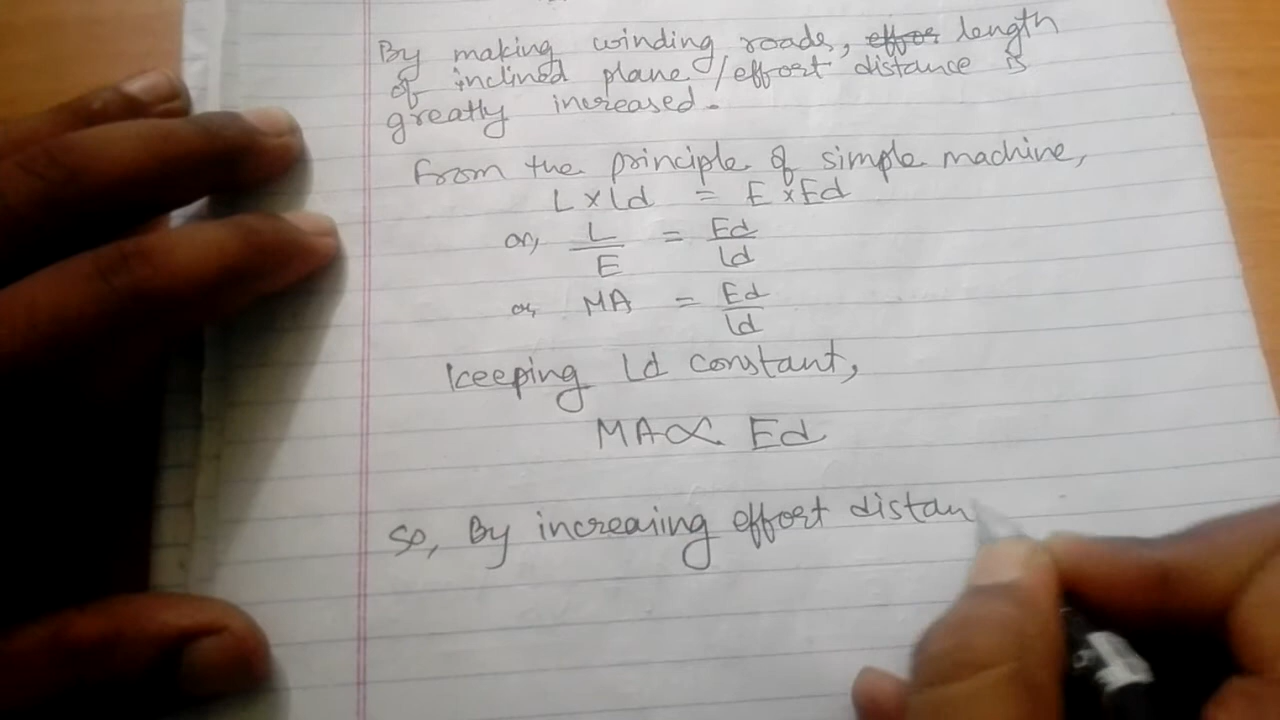 By making winding roads, effor length
of inclined plane/effort distance is
greatly increased.
From the principle of simple machine,
L × Ld = E × Ed
or, L/E = Ed/Ld
or, MA = Ed/Ld
keeping Ld constant,
MA ∝ Ed
So, By increaing effort distan